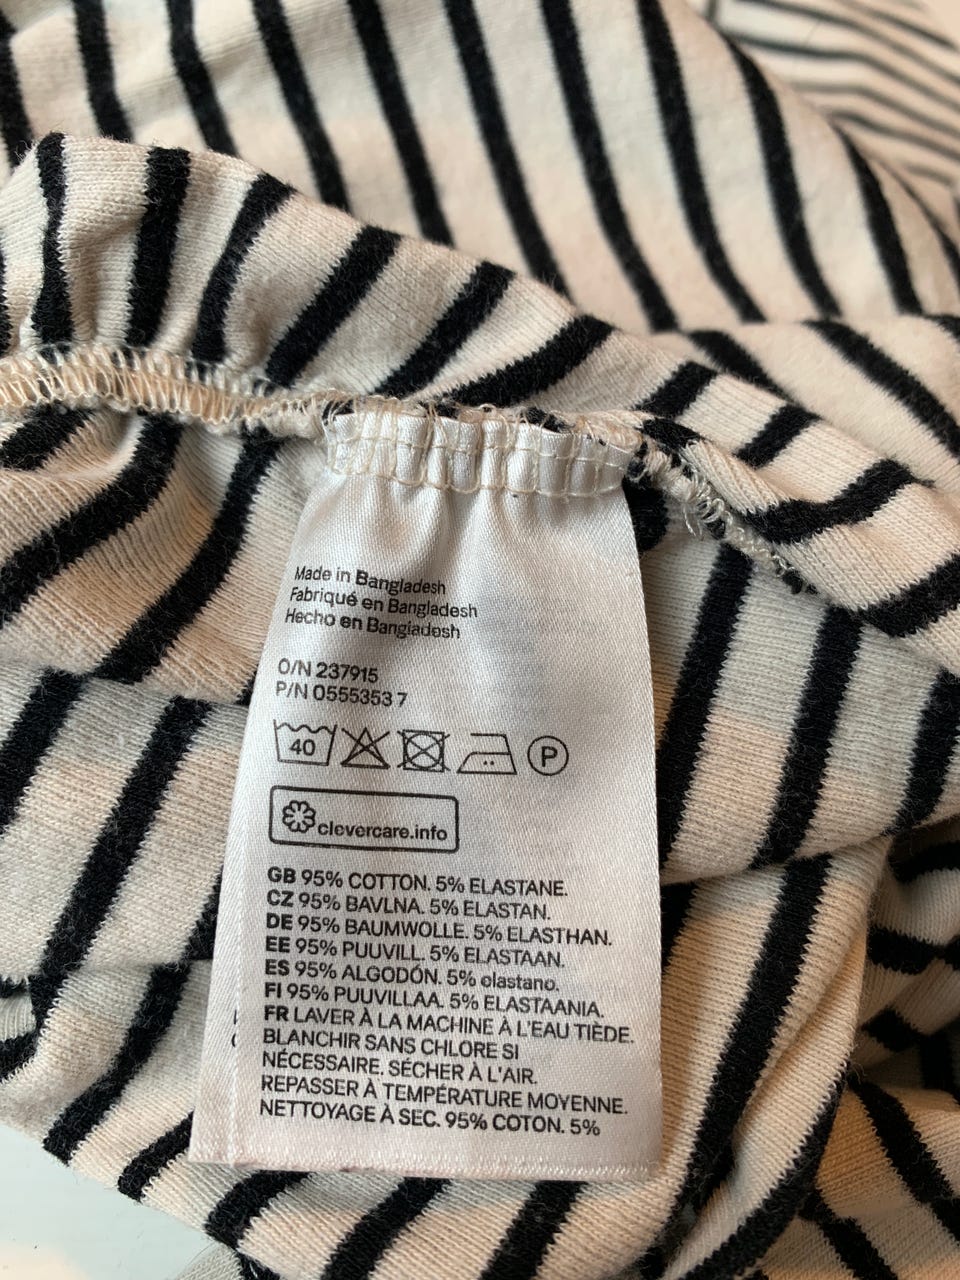 Made in Bangladesh
Fabriqué en Bangladesh
Hecho en Bangladesh
O/N 237915
P/N 0555353 7
40 P
clevercare.info
GB 95% COTTON. 5% ELASTANE.
CZ 95% BAVLNA. 5% ELASTAN.
DE 95% BAUMWOLLE. 5% ELASTHAN.
EE 95% PUUVILL. 5% ELASTAAN.
ES 95% ALGODÓN. 5% elastano.
FI 95% PUUVILLAA. 5% ELASTAANIA.
FR LAVER À LA MACHINE À L'EAU TIÈDE.
BLANCHIR SANS CHLORE SI
NÉCESSAIRE. SÉCHER À L'AIR.
REPASSER À TEMPÉRATURE MOYENNE.
NETTOYAGE À SEC. 95% COTON. 5%